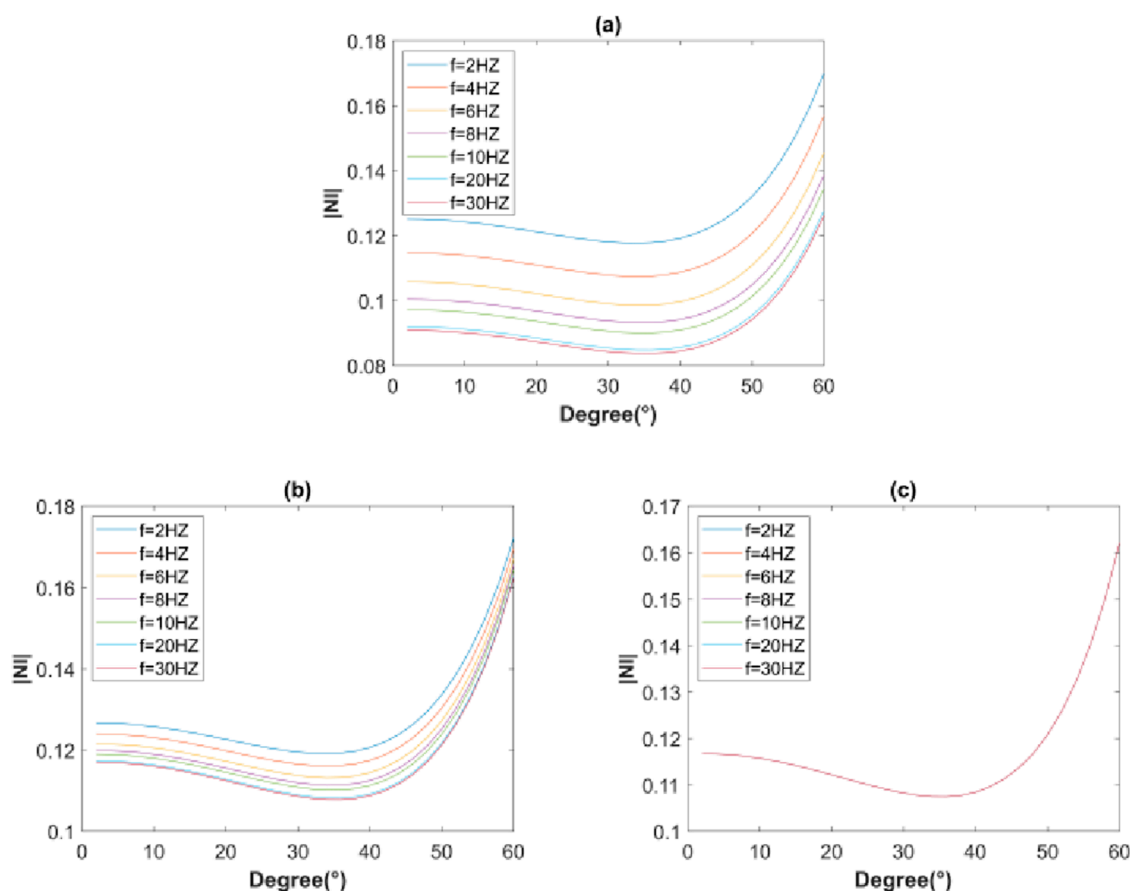 (a)
0.18
0.16
0.14
0.12
0.1
0.08
|NI|
f=2HZ
f=4HZ
f=6HZ
f=8HZ
f=10HZ
f=20HZ
f=30HZ
0 10 20 30 40 50 60
Degree(°)
(b)
0.18
0.16
0.14
0.12
0.1
|NI|
f=2HZ
f=4HZ
f=6HZ
f=8HZ
f=10HZ
f=20HZ
f=30HZ
0 10 20 30 40 50 60
Degree(°)
(c)
0.17
0.16
0.15
0.14
0.13
0.12
0.11
0.1
|NI|
f=2HZ
f=4HZ
f=6HZ
f=8HZ
f=10HZ
f=20HZ
f=30HZ
0 10 20 30 40 50 60
Degree(°)